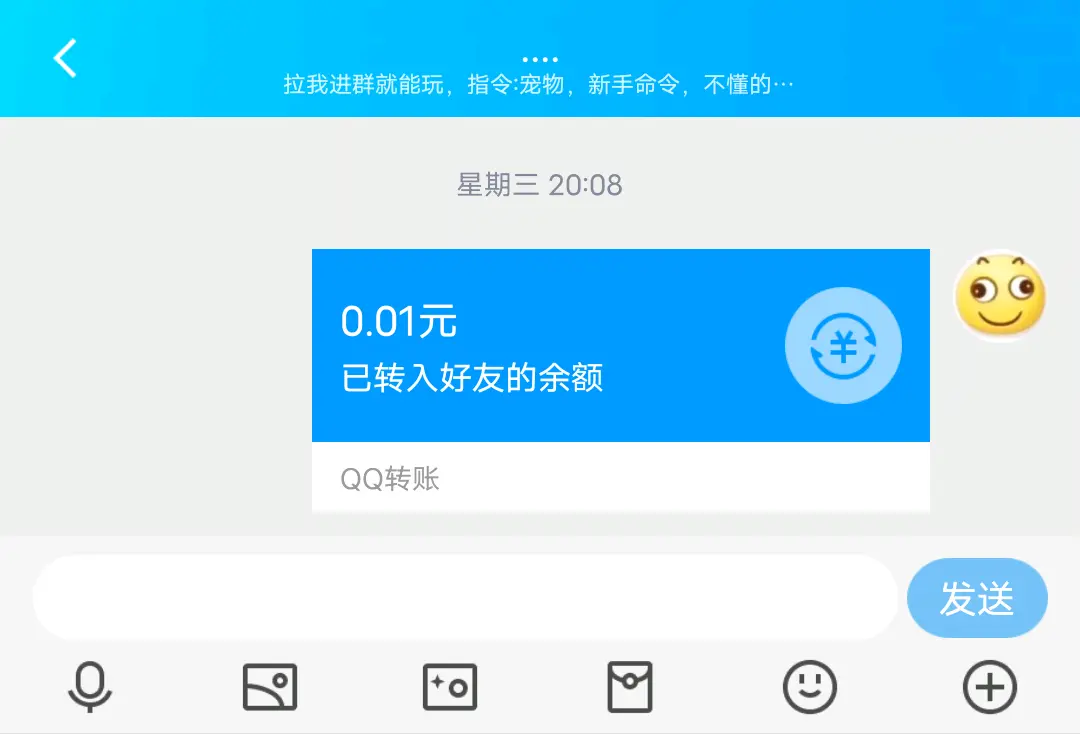 ....
拉我进群就能玩，指令:宠物，新手命令，不懂的…
星期三 20:08
0.01元
已转入好友的余额
QQ转账
发送